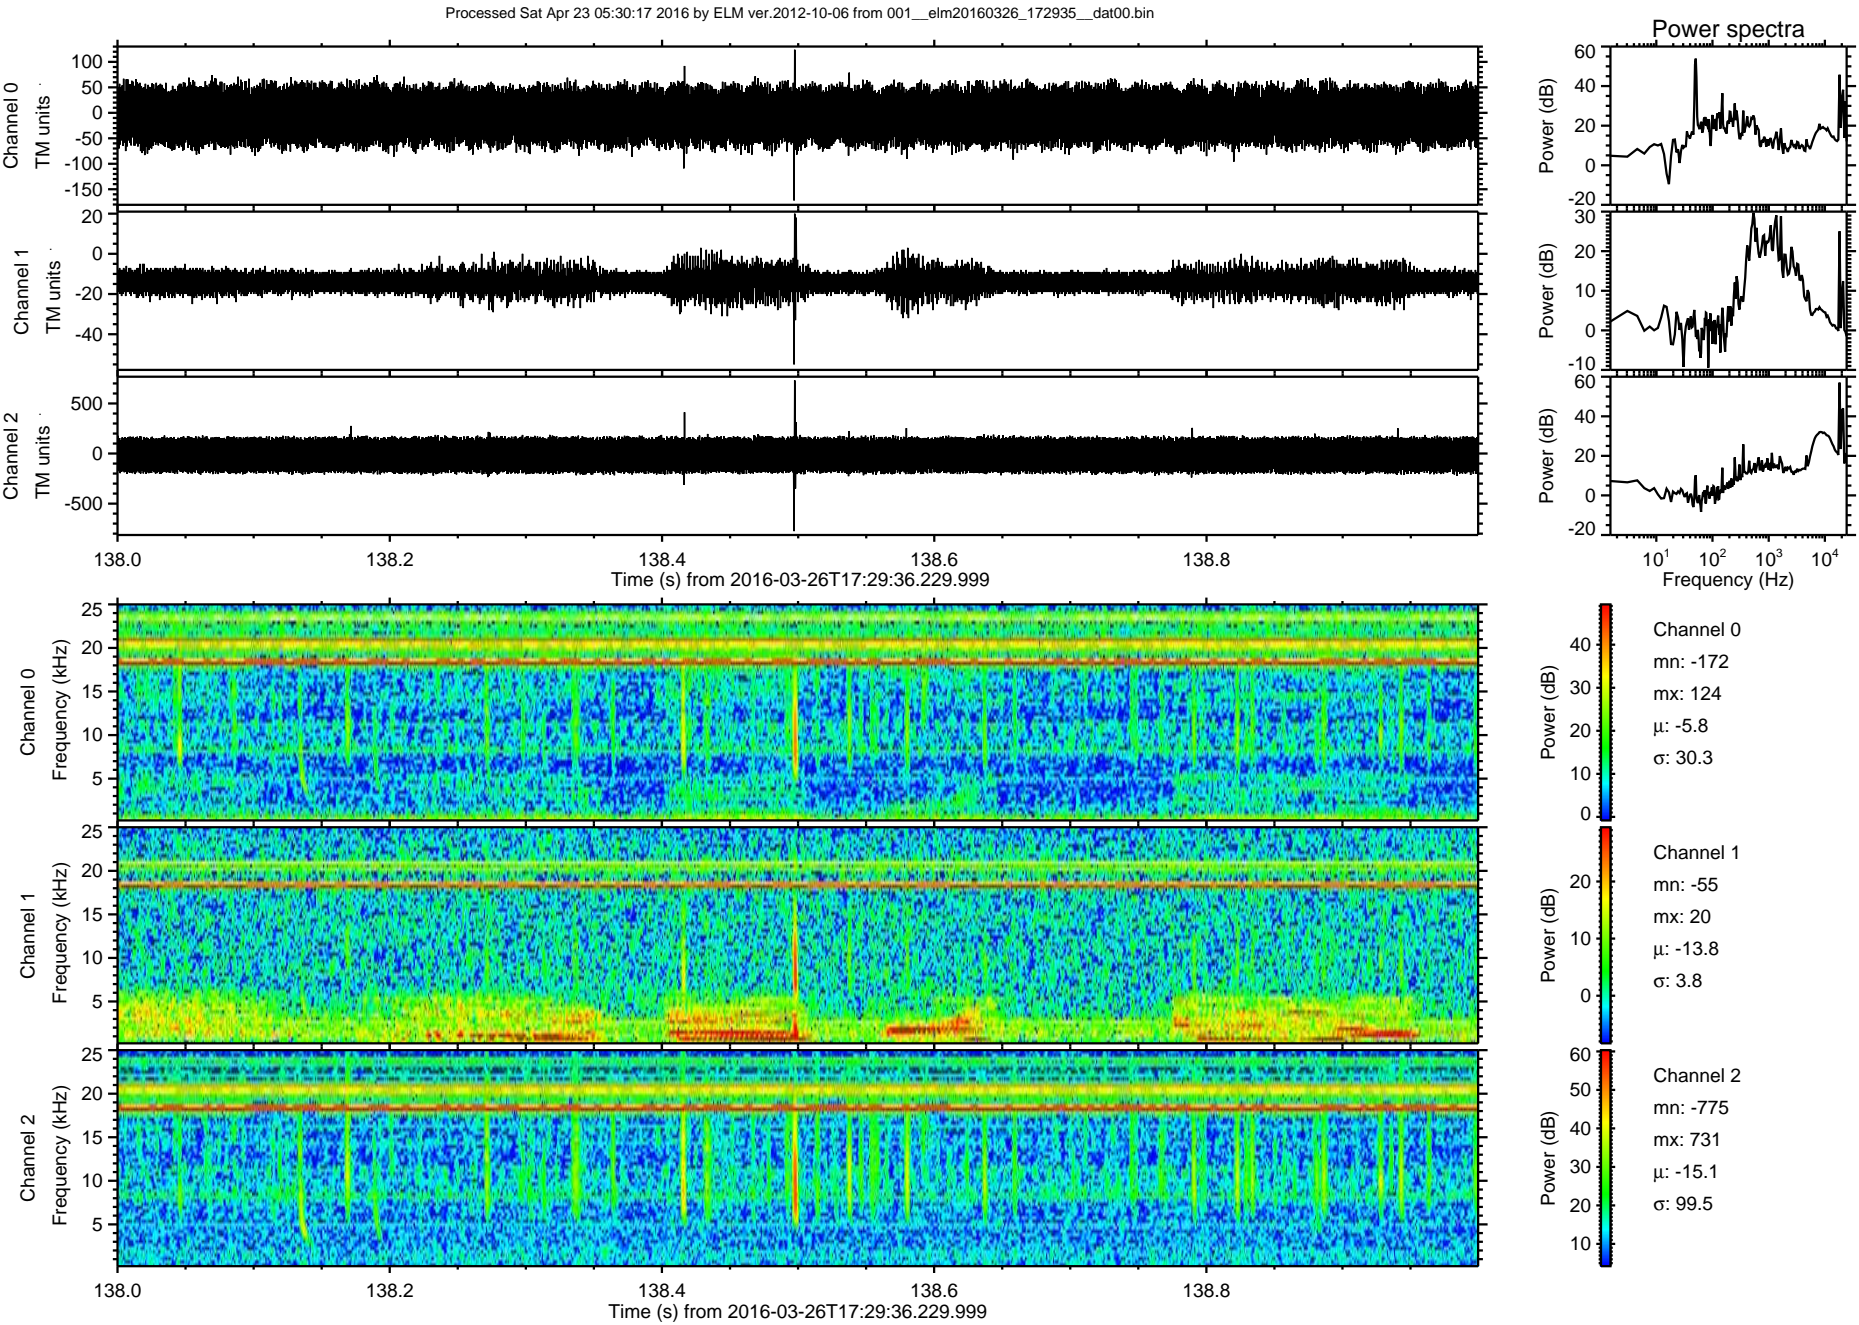 Processed Sat Apr 23 05:30:17 2016 by ELM ver.2012-10-06 from 001__elm20160326_172935__dat00.bin
Power spectra
Channel 0
TM units
100
50
0
-50
-100
-150
Power (dB)
60
40
20
0
-20
Channel 1
TM units
20
0
-20
-40
Power (dB)
30
20
10
0
-10
Channel 2
TM units
500
0
-500
Power (dB)
60
40
20
0
-20
138.0 138.2 138.4 138.6 138.8
Time (s) from 2016-03-26T17:29:36.229.999
10^1 10^2 10^3 10^4
Frequency (Hz)
Channel 0
Frequency (kHz)
25
20
15
10
5
Power (dB)
40
30
20
10
0
Channel 0
mn: -172
mx: 124
μ: -5.8
σ: 30.3
Channel 1
Frequency (kHz)
25
20
15
10
5
Power (dB)
20
10
0
Channel 1
mn: -55
mx: 20
μ: -13.8
σ: 3.8
Channel 2
Frequency (kHz)
25
20
15
10
5
Power (dB)
60
50
40
30
20
10
Channel 2
mn: -775
mx: 731
μ: -15.1
σ: 99.5
138.0 138.2 138.4 138.6 138.8
Time (s) from 2016-03-26T17:29:36.229.999